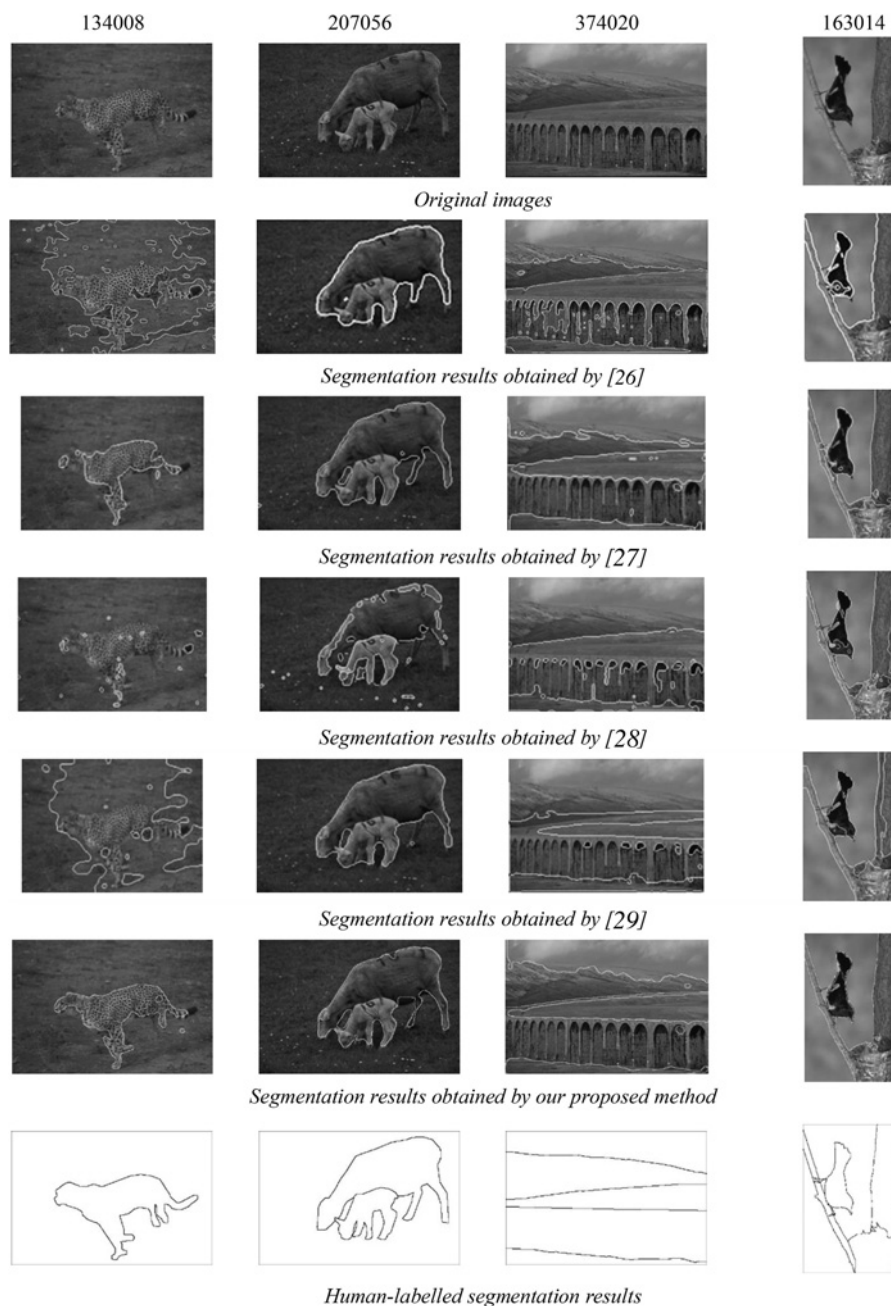 134008 207056 374020 163014
Original images
Segmentation results obtained by [26]
Segmentation results obtained by [27]
Segmentation results obtained by [28]
Segmentation results obtained by [29]
Segmentation results obtained by our proposed method
Human-labelled segmentation results